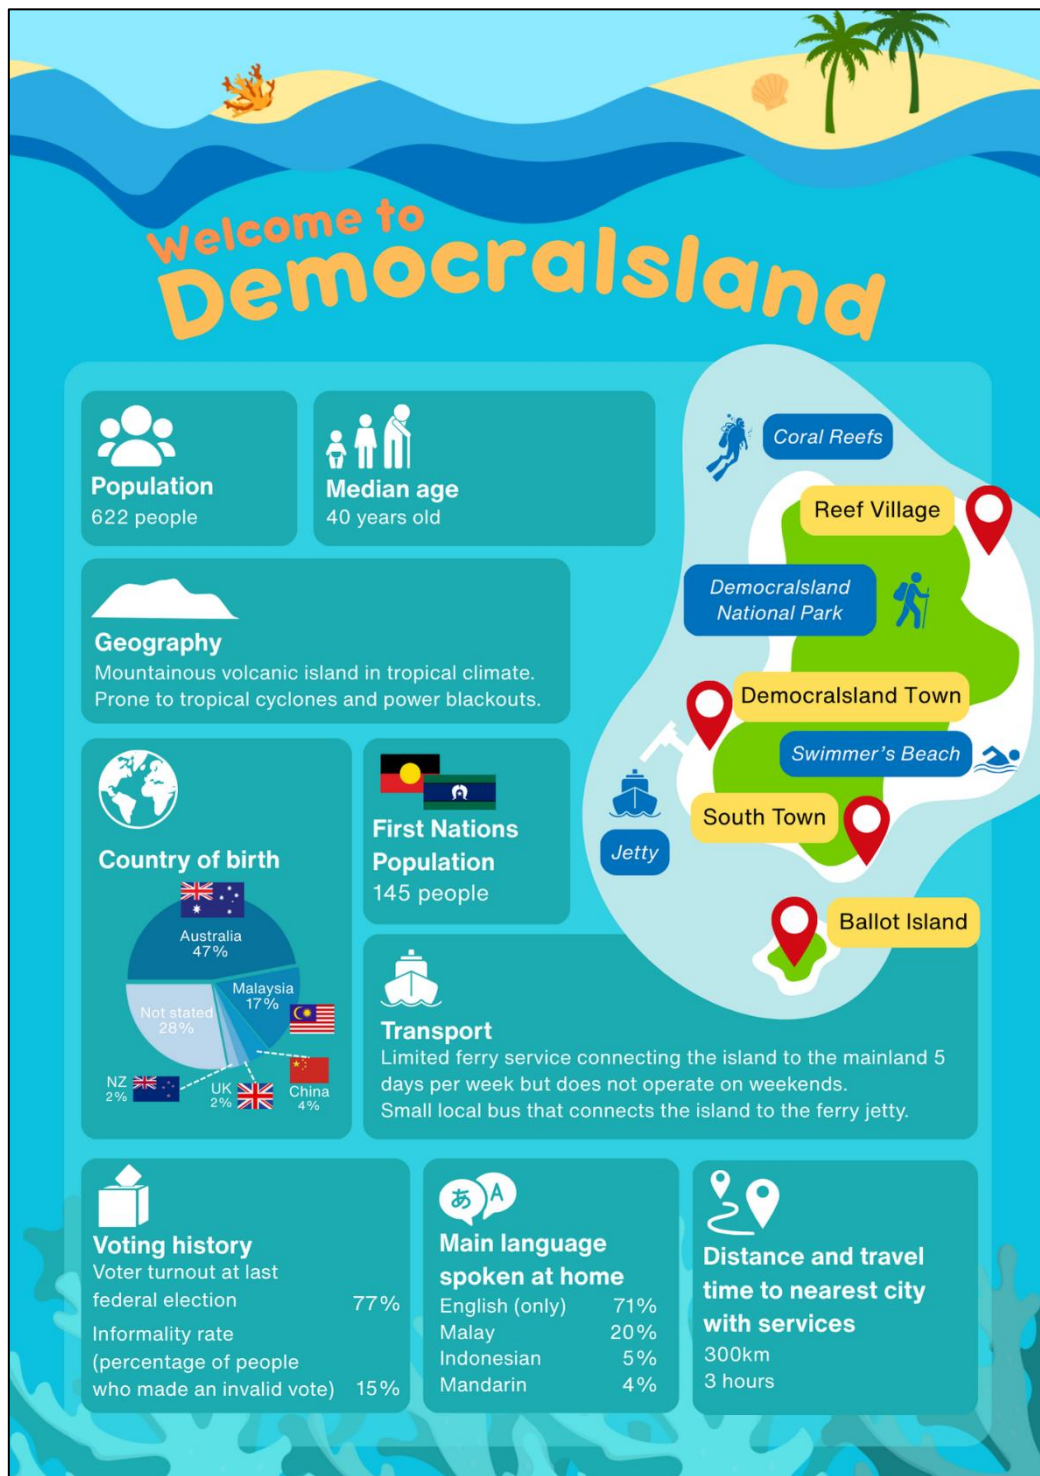 Welcome to
DemocraIsland
Population
622 people
Median age
40 years old
Geography
Mountainous volcanic island in tropical climate.
Prone to tropical cyclones and power blackouts.
Country of birth
Australia
47%
Malaysia
17%
Not stated
28%
NZ
2%
UK
2%
China
4%
First Nations
Population
145 people
Coral Reefs
Reef Village
DemocraIsland
National Park
DemocraIsland Town
Swimmer's Beach
South Town
Jetty
Ballot Island
Transport
Limited ferry service connecting the island to the mainland 5
days per week but does not operate on weekends.
Small local bus that connects the island to the ferry jetty.
Voting history
Voter turnout at last
federal election 77%
Informality rate
(percentage of people
who made an invalid vote) 15%
あ A
Main language
spoken at home
English (only) 71%
Malay 20%
Indonesian 5%
Mandarin 4%
Distance and travel
time to nearest city
with services
300km
3 hours